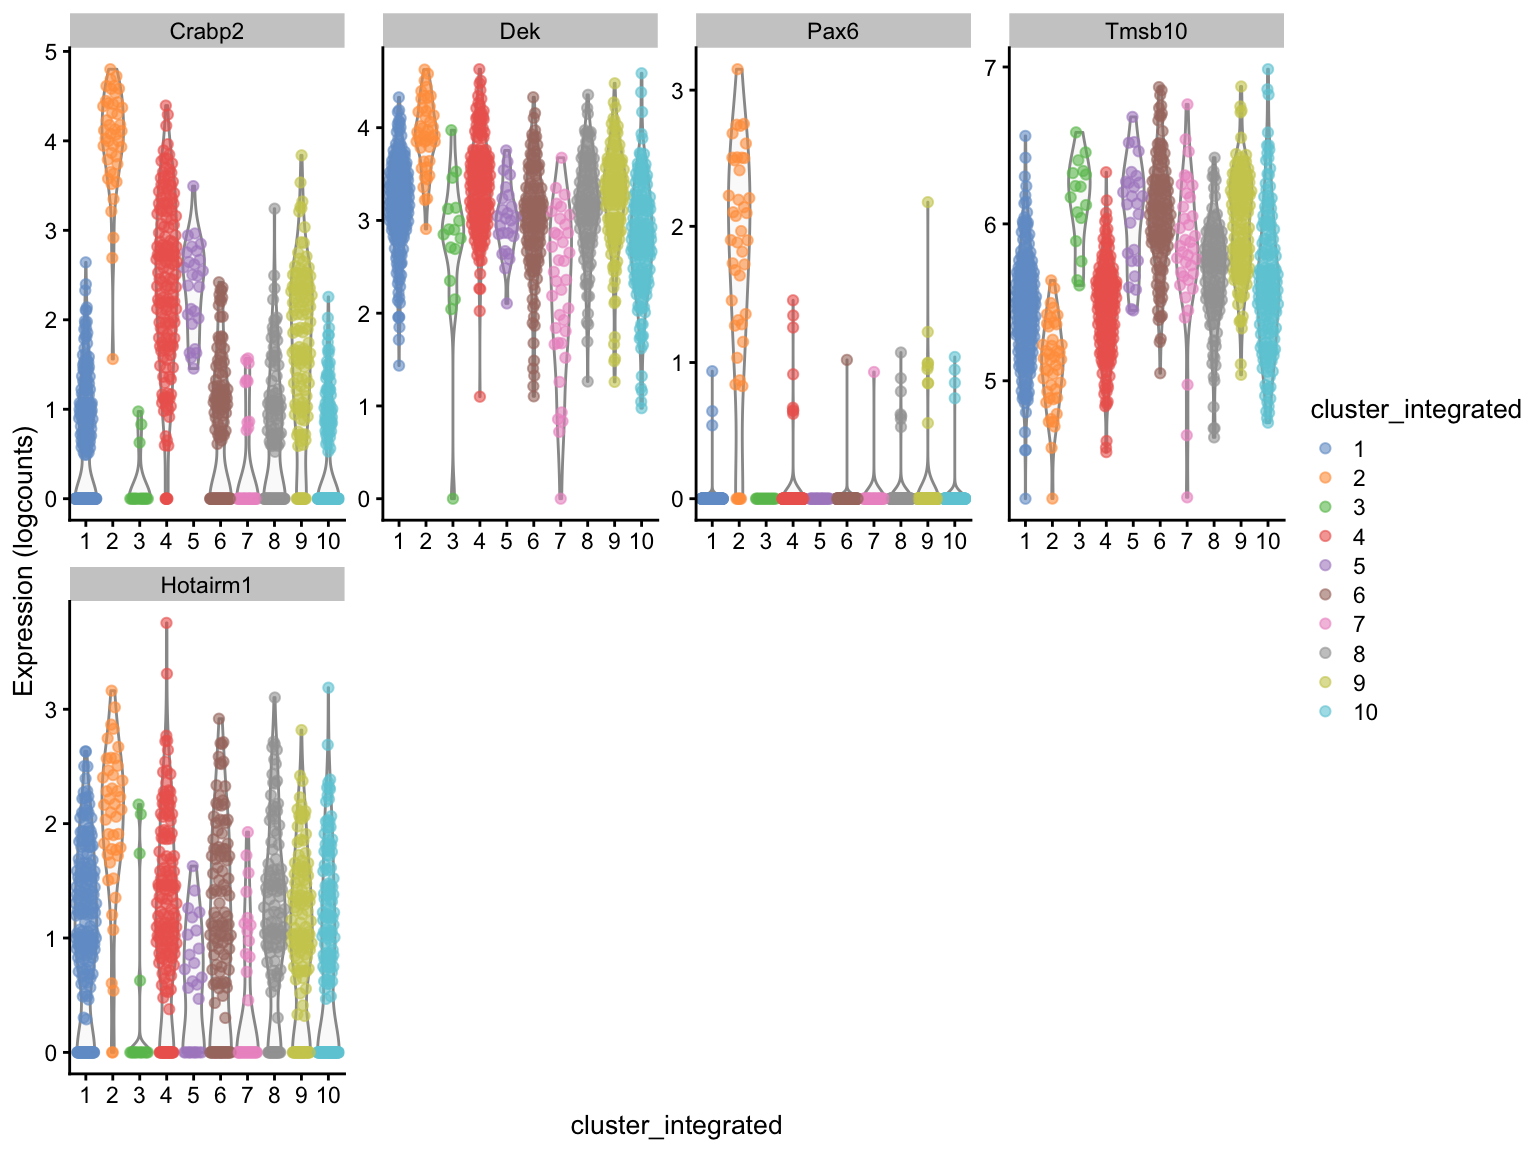 Crabp2 Dek Pax6 Tmsb10
5 4 3 2 1 0
4 3 2 1 0
3 2 1 0
7 6 5
1 2 3 4 5 6 7 8 9 10
1 2 3 4 5 6 7 8 9 10
1 2 3 4 5 6 7 8 9 10
1 2 3 4 5 6 7 8 9 10
Expression (logcounts)
Hotairm1
3 2 1 0
1 2 3 4 5 6 7 8 9 10
cluster_integrated
cluster_integrated
1
2
3
4
5
6
7
8
9
10